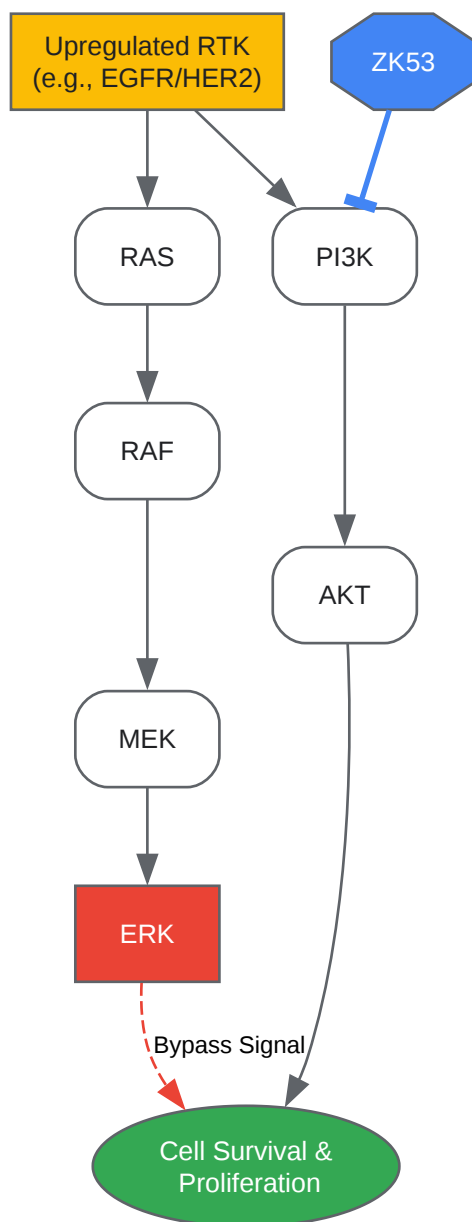 Upregulated RTK
(e.g., EGFR/HER2)
ZK53
RAS
PI3K
RAF
AKT
MEK
ERK
Bypass Signal
Cell Survival &
Proliferation